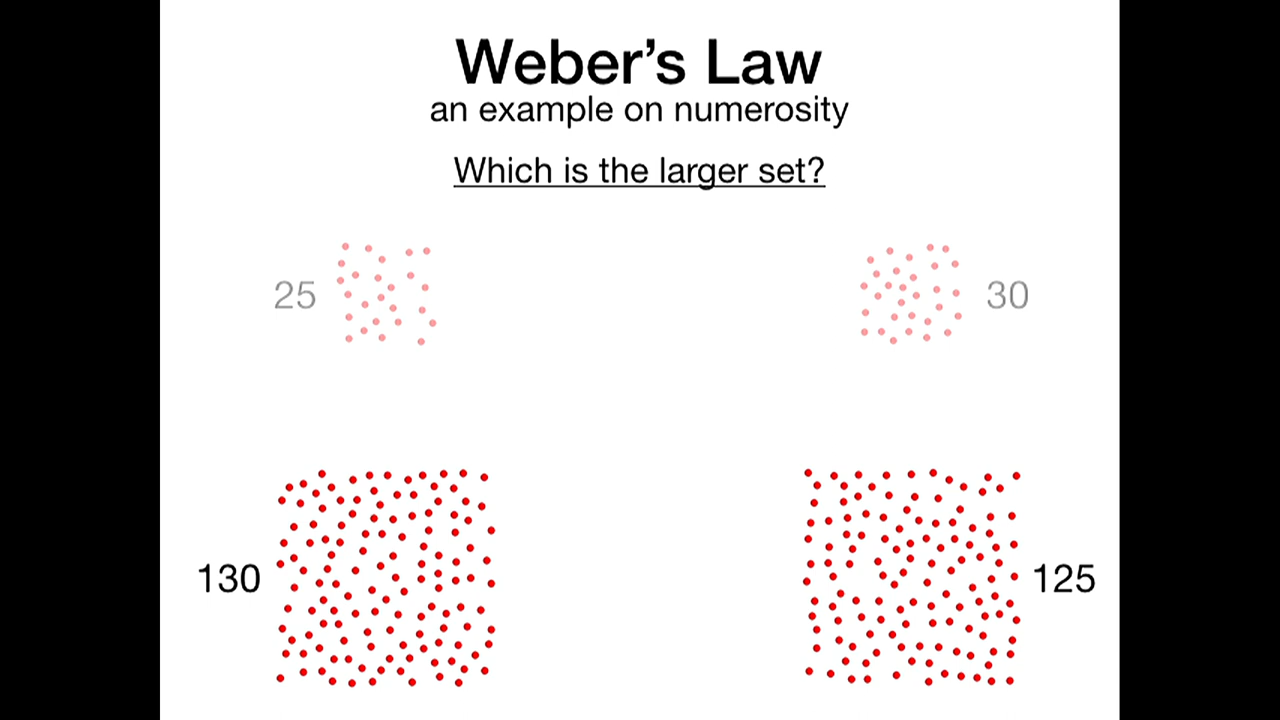 Weber’s Law
an example on numerosity
Which is the larger set?
25
30
130
125